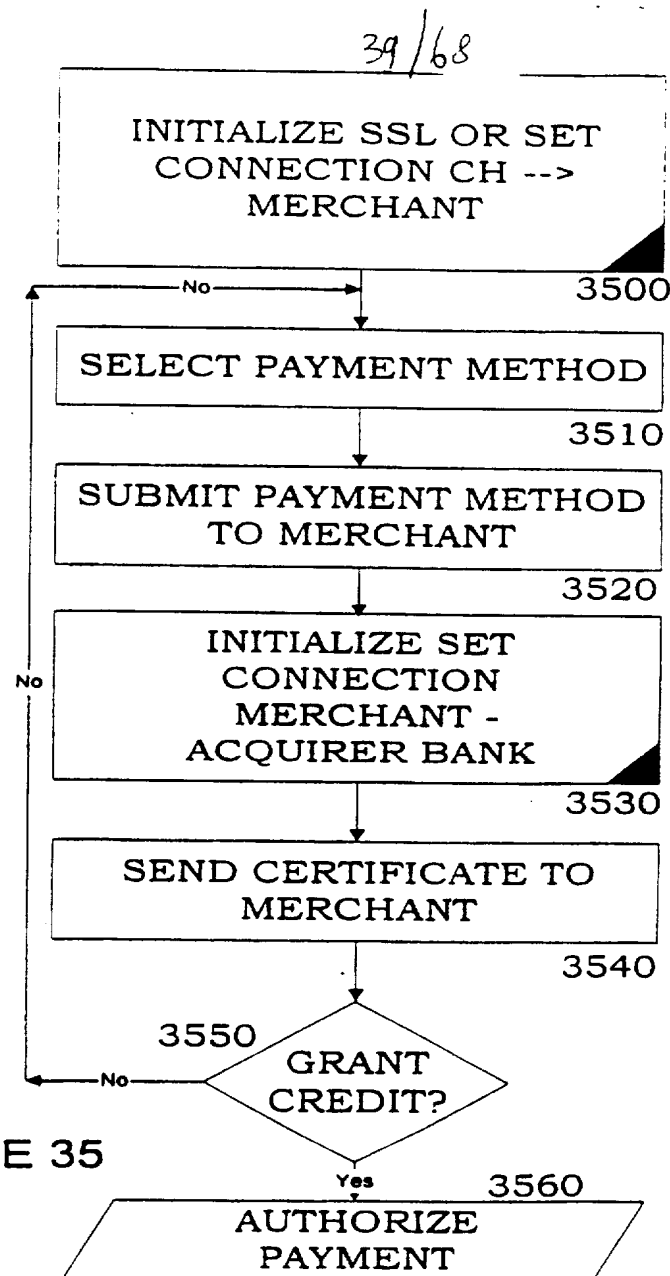 39/68
INITIALIZE SSL OR SET
CONNECTION CH -->
MERCHANT
3500
No
SELECT PAYMENT METHOD
3510
SUBMIT PAYMENT METHOD
TO MERCHANT
3520
No
INITIALIZE SET
CONNECTION
MERCHANT -
ACQUIRER BANK
3530
SEND CERTIFICATE TO
MERCHANT
3540
3550
GRANT
CREDIT?
No
E 35
Yes
3560
AUTHORIZE
PAYMENT